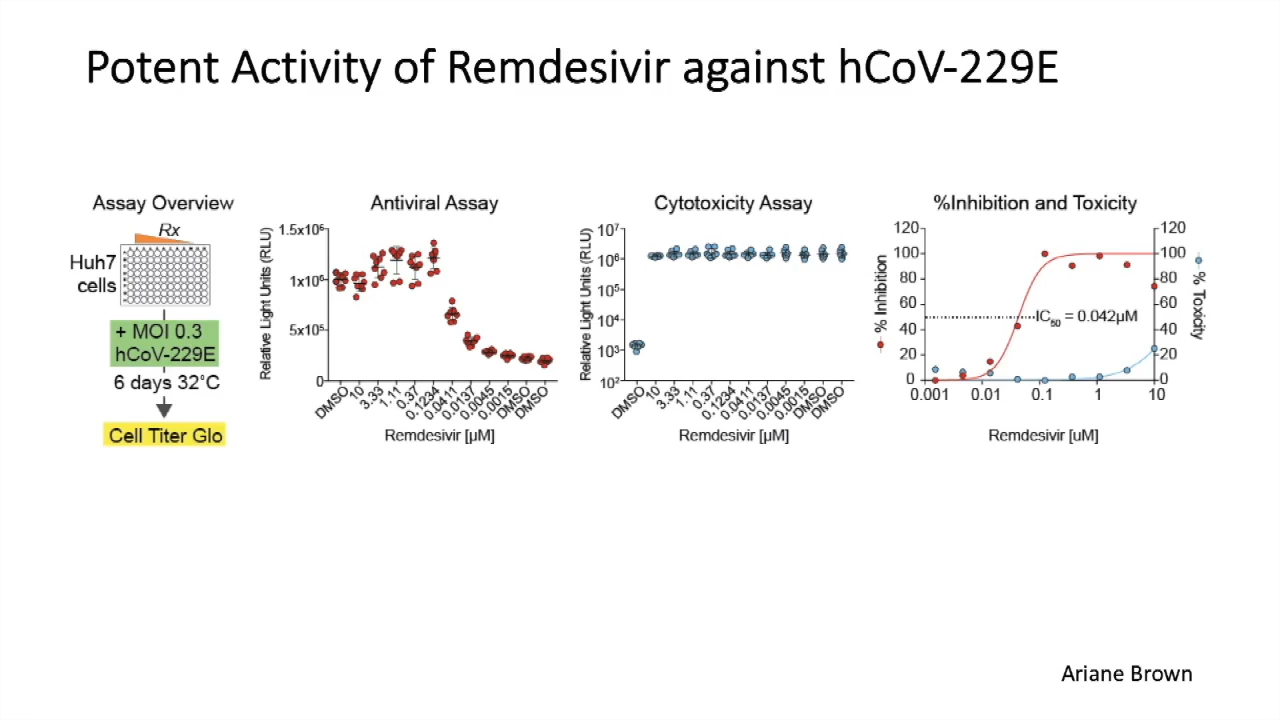 Potent Activity of Remdesivir against hCoV-229E
Assay Overview
Rx
Huh7
cells
+ MOI 0.3
hCoV-229E
6 days 32°C
Cell Titer Glo
Antiviral Assay
Relative Light Units (RLU)
1.5x10⁶
1x10⁶
5x10⁵
0
DMSO
10
3.33
1.11
0.37
0.1234
0.0411
0.0137
0.0045
0.0015
DMSO
DMSO
Remdesivir [µM]
Cytotoxicity Assay
Relative Light Units (RLU)
10⁷
10⁶
10⁵
10⁴
10³
10²
DMSO
10
3.33
1.11
0.37
0.1234
0.0411
0.0137
0.0045
0.0015
DMSO
DMSO
Remdesivir [µM]
%Inhibition and Toxicity
% Inhibition
120
100
80
60
40
20
0
IC₅₀ = 0.042µM
120
100
80
60
40
20
0
% Toxicity
0.001
0.01
0.1
1
10
Remdesivir [uM]
Ariane Brown